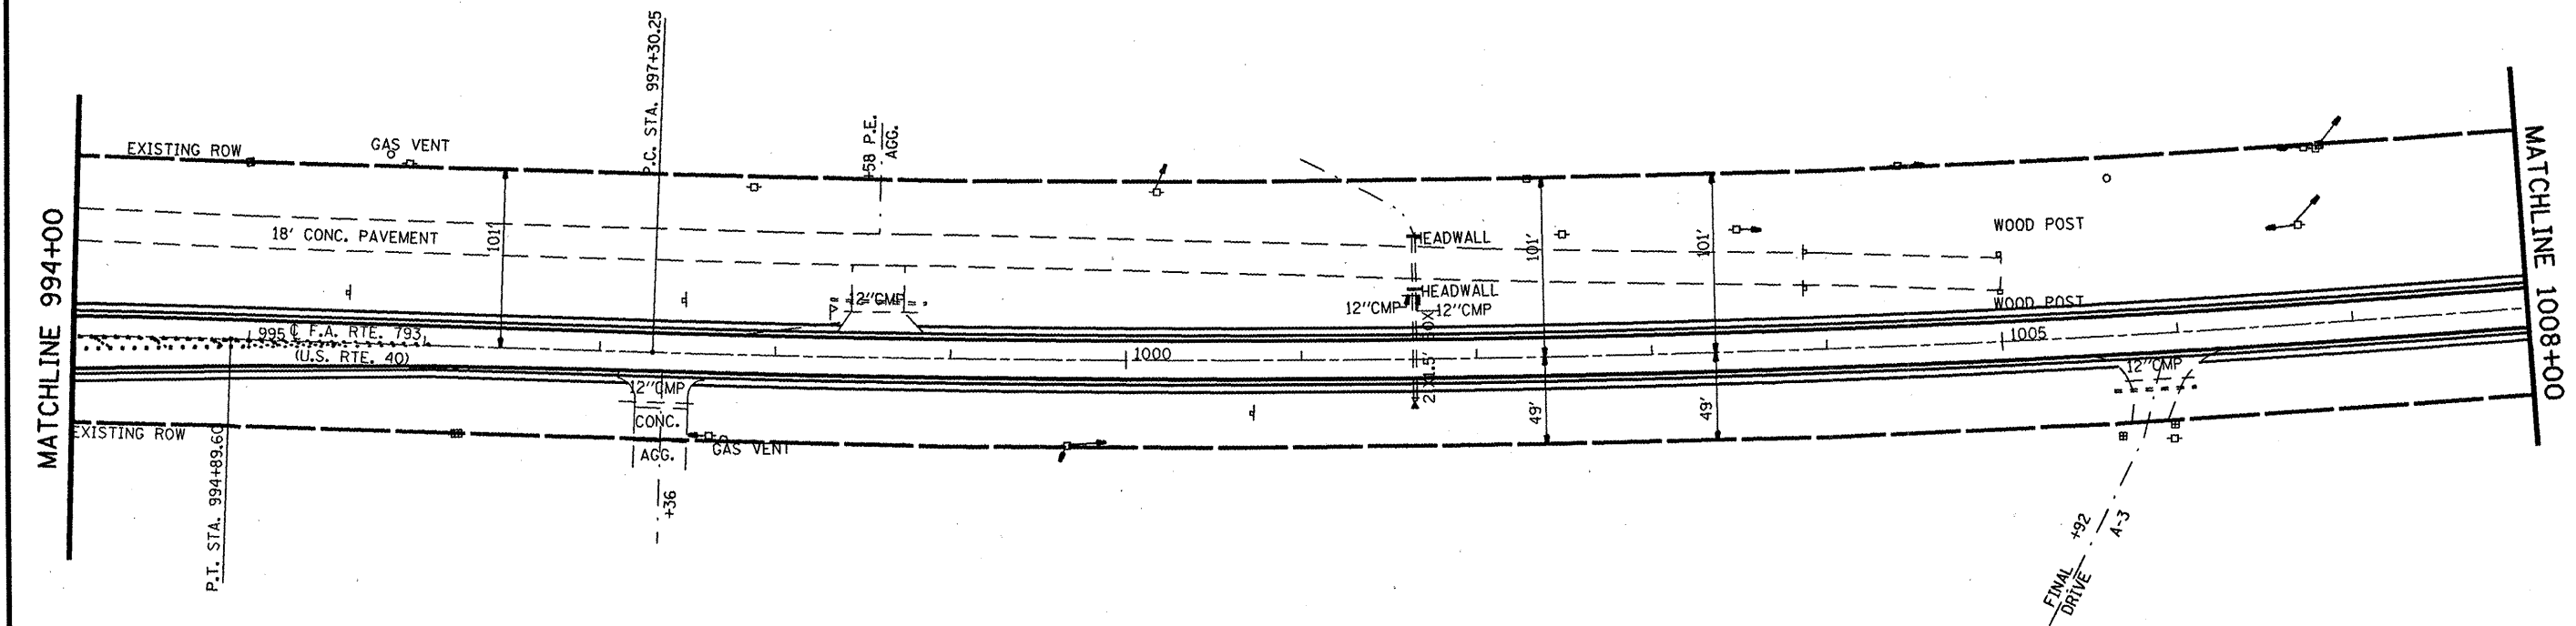 MATCHLINE 994+00
EXISTING ROW
GAS VENT
P.C. STA. 997+30.25
+58 P.E.
AGG.
18' CONC. PAVEMENT
101'
HEADWALL
HEADWALL
101'
101'
WOOD POST
WOOD POST
12"CMP
12"CMP
12"CMP
995 ℄ F.A. RTE. 793
(U.S. RTE. 40)
1000
1005
12"CMP
CONC.
AGG.
+36
EXISTING ROW
GAS VENT
P.T. STA. 994+89.60
49'
49'
12"CMP
+92
A-3
FINAL
DRIVE
MATCHLINE 1008+00